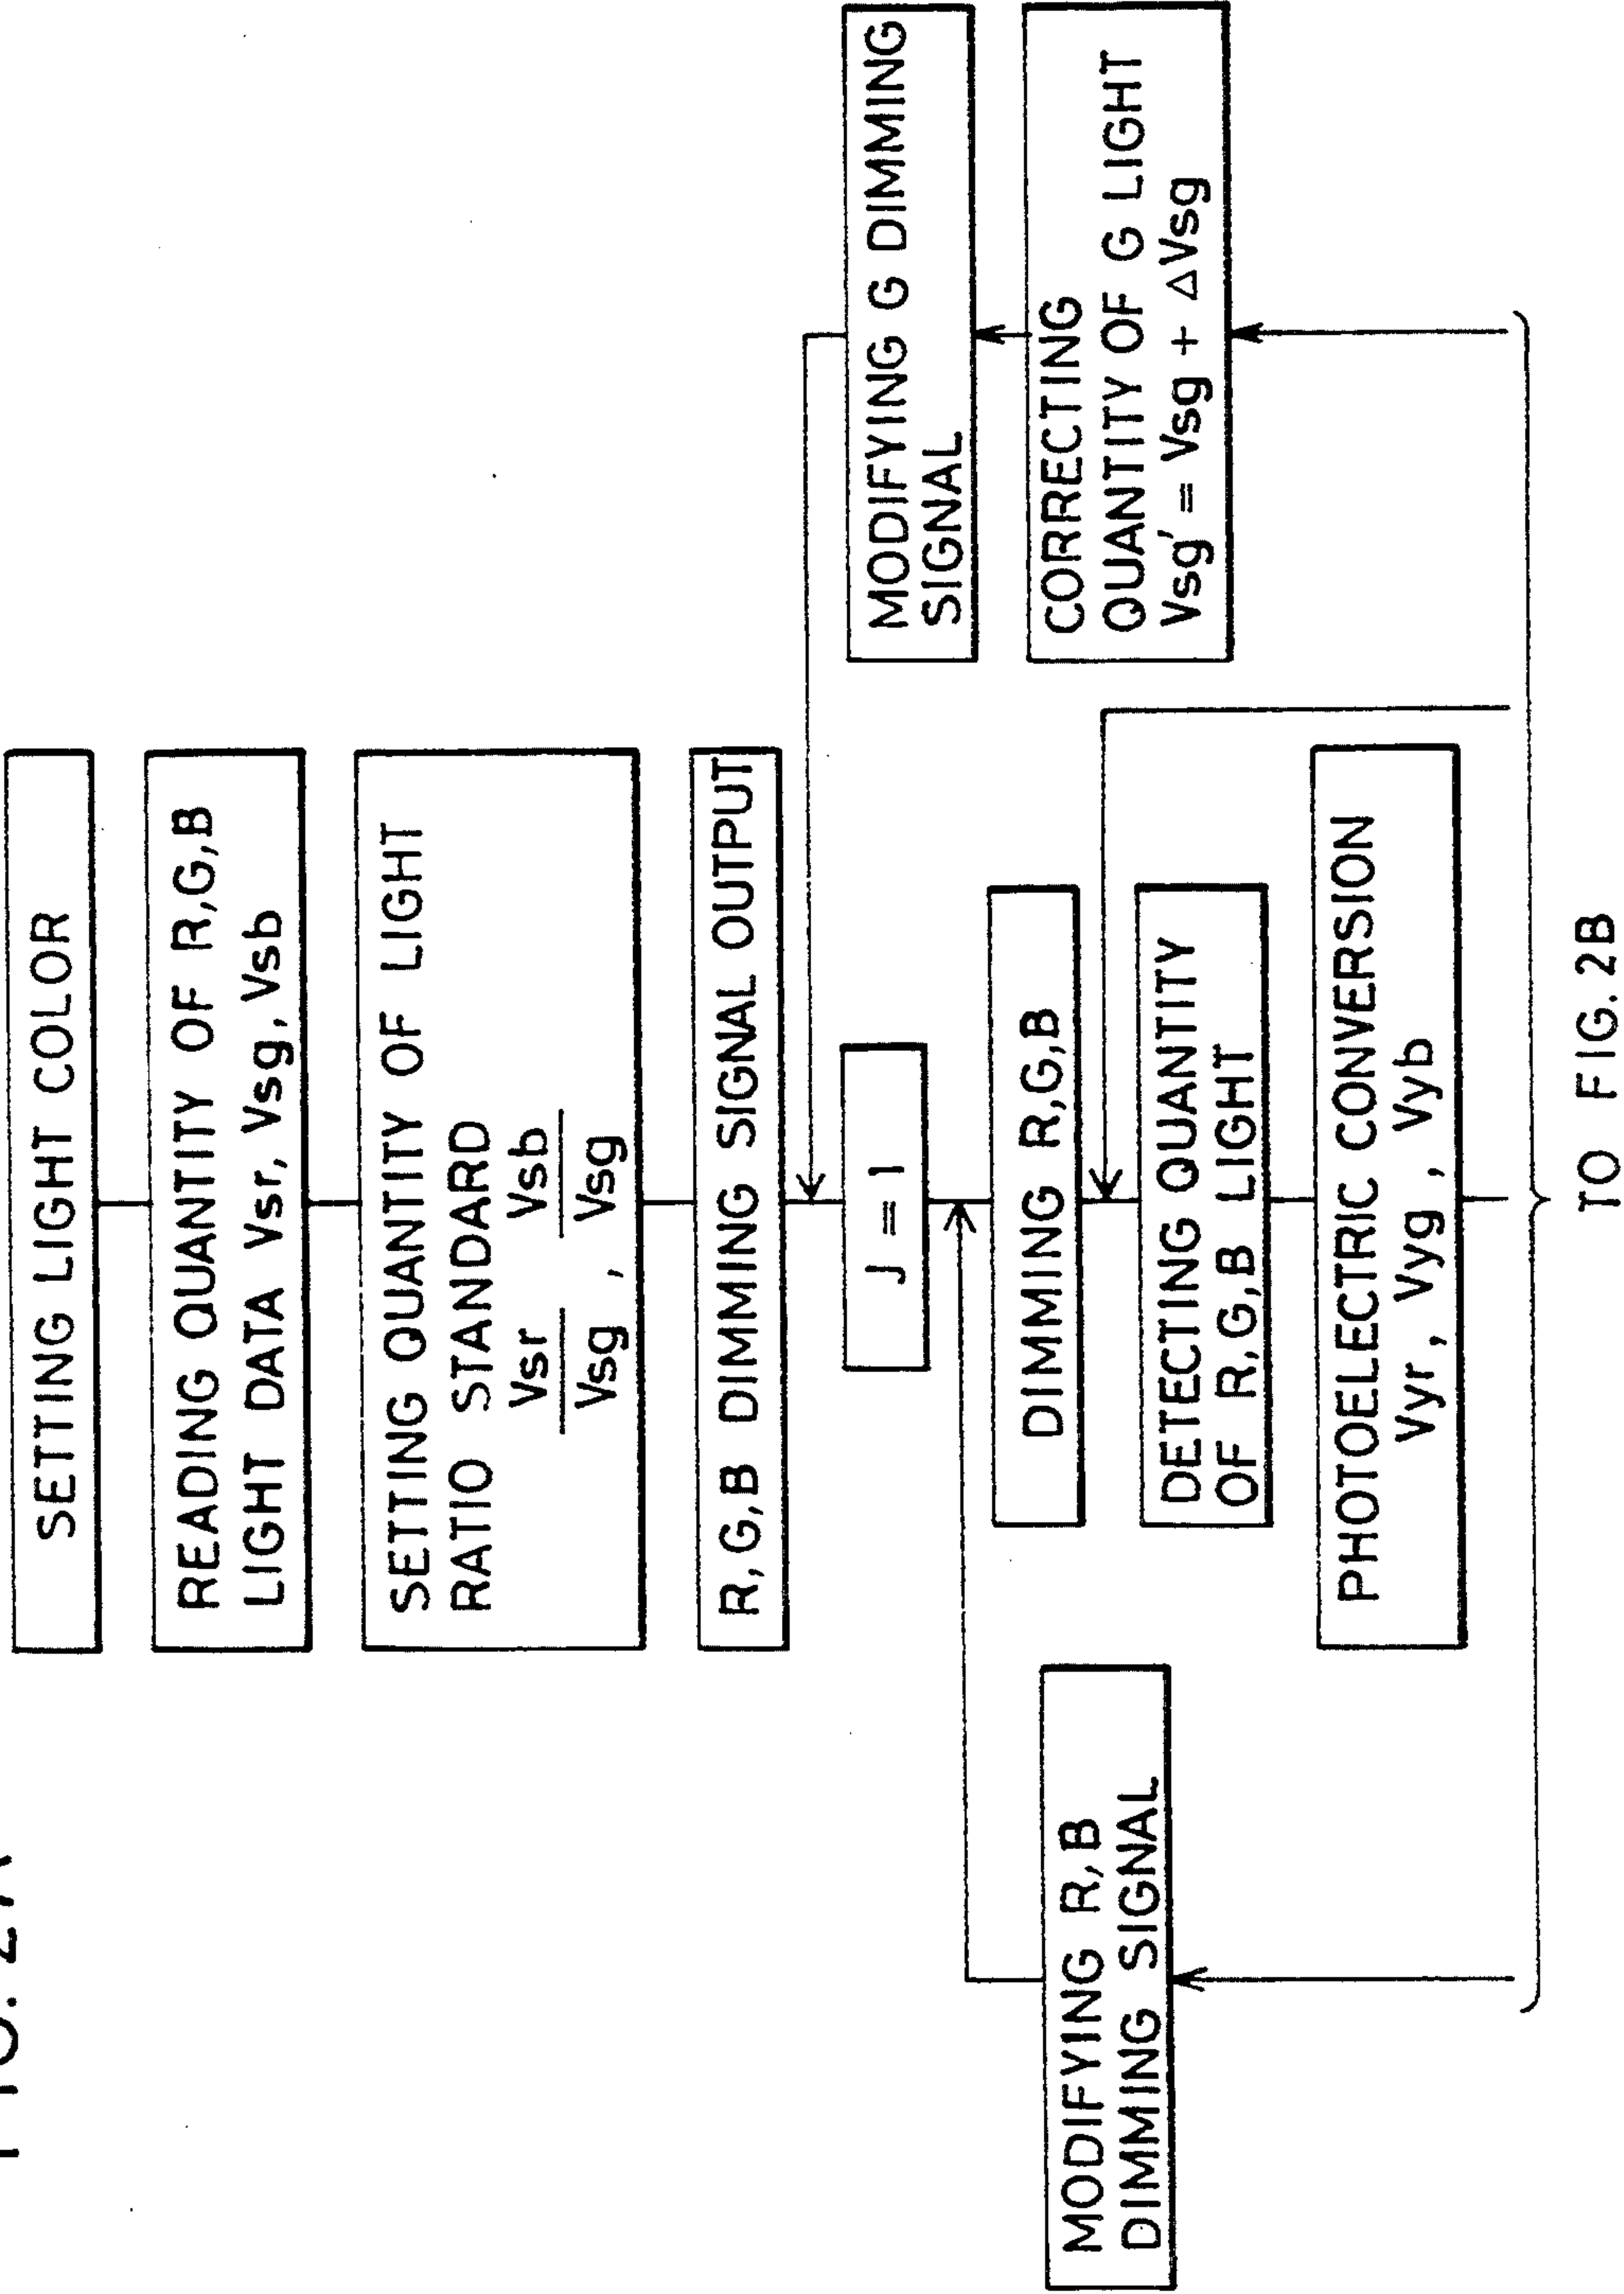 FIG. 2A
SETTING LIGHT COLOR
READING QUANTITY OF R,G,B
LIGHT DATA Vsr, Vsg, Vsb
SETTING QUANTITY OF LIGHT
RATIO STANDARD
Vsr Vsb
Vsg , Vsg
R,G,B DIMMING SIGNAL OUTPUT
J = 1
DIMMING R,G,B
DETECTING QUANTITY
OF R,G,B LIGHT
PHOTOELECTRIC CONVERSION
Vyr, Vyg, Vyb
MODIFYING R,B
DIMMING SIGNAL
MODIFYING G DIMMING
SIGNAL
CORRECTING
QUANTITY OF G LIGHT
Vsg' = Vsg + △Vsg
TO FIG. 2B